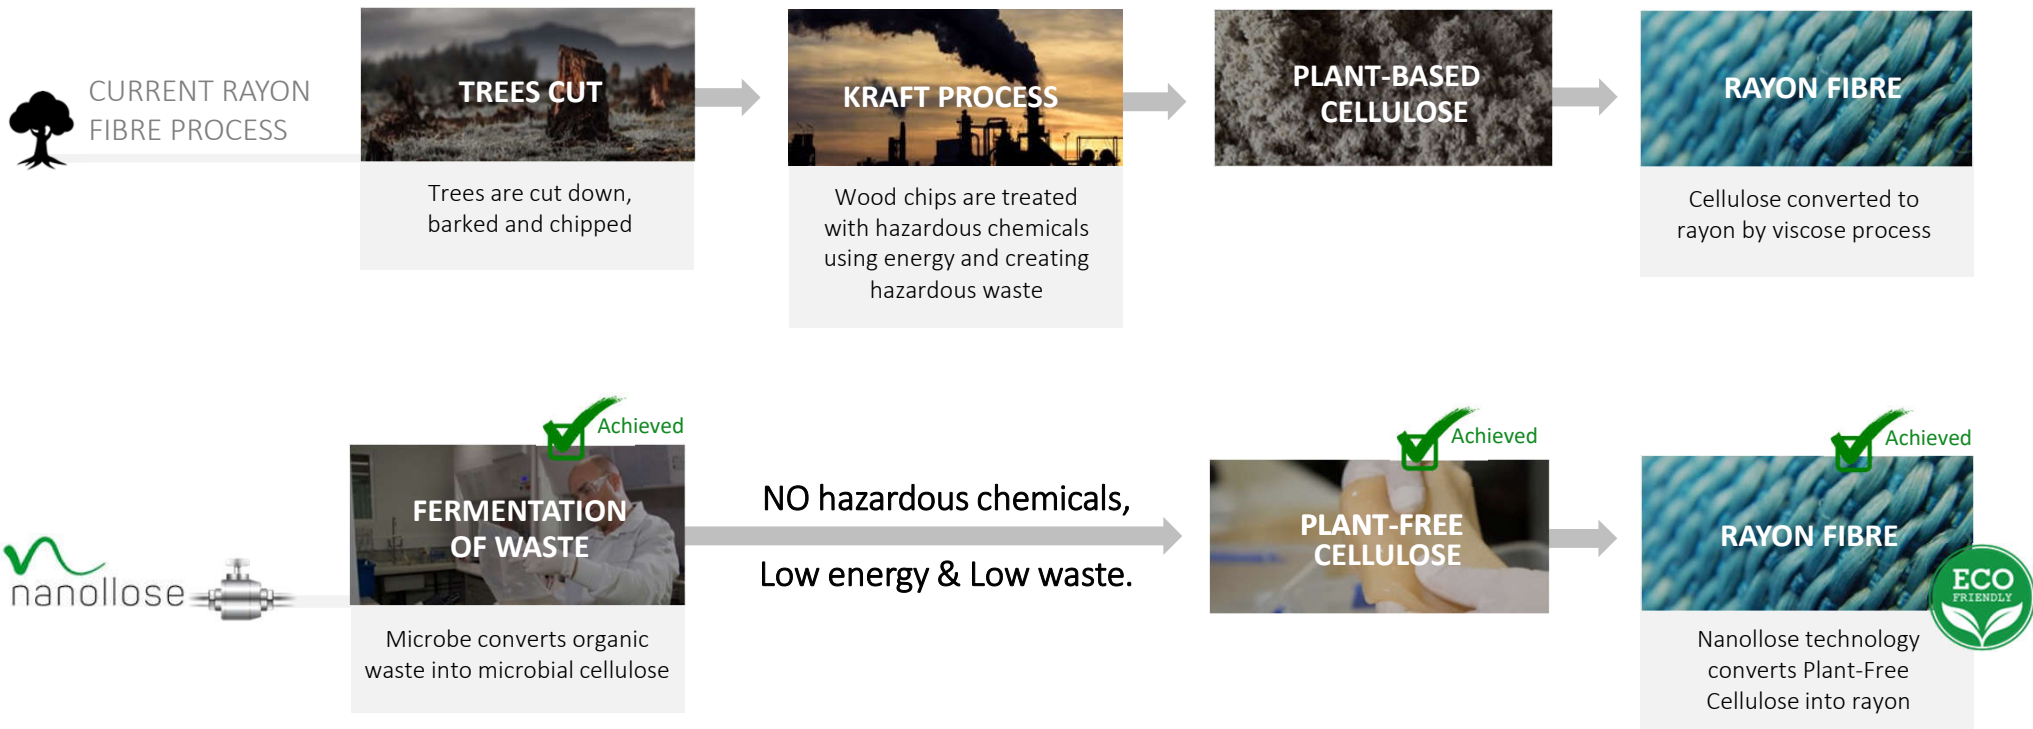 CURRENT RAYON
FIBRE PROCESS
TREES CUT
Trees are cut down,
barked and chipped
KRAFT PROCESS
Wood chips are treated
with hazardous chemicals
using energy and creating
hazardous waste
PLANT-BASED
CELLULOSE
RAYON FIBRE
Cellulose converted to
rayon by viscose process
nanollose
Achieved
FERMENTATION
OF WASTE
Microbe converts organic
waste into microbial cellulose
NO hazardous chemicals,
Low energy & Low waste.
Achieved
PLANT-FREE
CELLULOSE
Achieved
RAYON FIBRE
ECO
FRIENDLY
Nanollose technology
converts Plant-Free
Cellulose into rayon